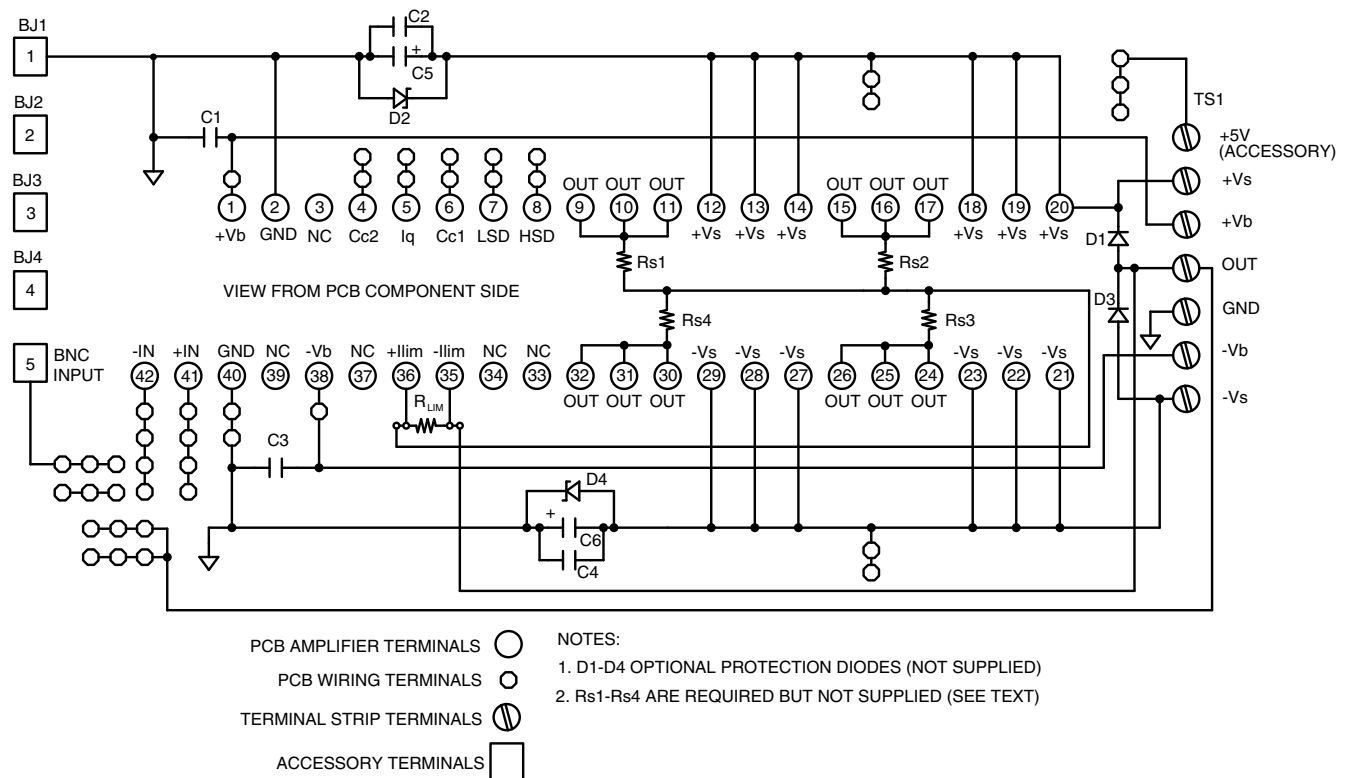 BJ1
1
C2
+
C5
D2
TS1
BJ2
2
C1
+5V
(ACCESSORY)
+Vs
BJ3
3
OUT OUT OUT
OUT OUT OUT
1 2 3 4 5 6 7 8 9 10 11 12 13 14 15 16 17 18 19 20
+Vb GND NC Cc2 Iq Cc1 LSD HSD
+Vs +Vs +Vs
+Vs +Vs +Vs
+Vb
D1
BJ4
4
Rs1
Rs2
OUT
VIEW FROM PCB COMPONENT SIDE
D3
GND
Rs4
Rs3
5
BNC
INPUT
-IN +IN GND NC -Vb NC +Ilim -Ilim NC NC
-Vs -Vs -Vs
-Vs -Vs -Vs
-Vb
42 41 40 39 38 37 36 35 34 33 32 31 30 29 28 27 26 25 24 23 22 21
OUT OUT OUT
OUT OUT OUT
-Vs
RLIM
C3
D4
+
C6
C4
PCB AMPLIFIER TERMINALS
PCB WIRING TERMINALS
TERMINAL STRIP TERMINALS
ACCESSORY TERMINALS
NOTES:
1. D1-D4 OPTIONAL PROTECTION DIODES (NOT SUPPLIED)
2. Rs1-Rs4 ARE REQUIRED BUT NOT SUPPLIED (SEE TEXT)